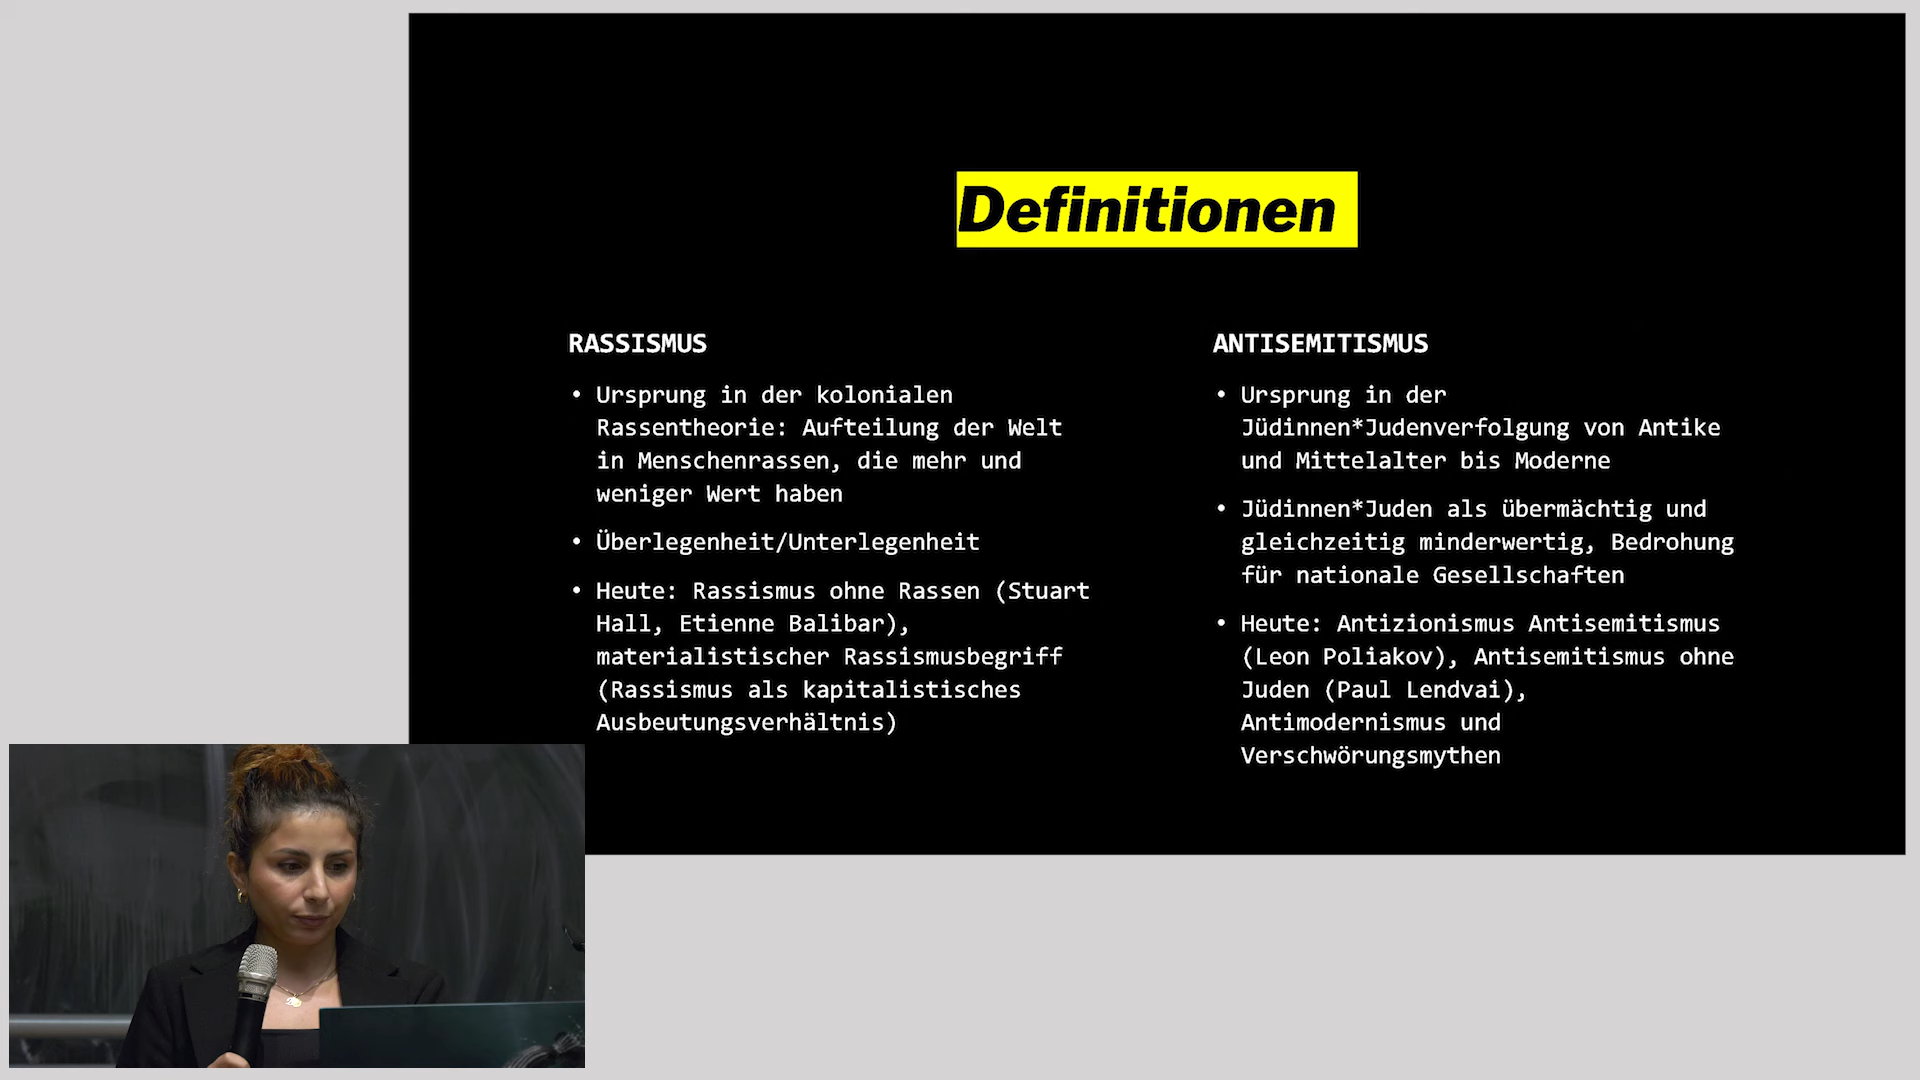 Definitionen
RASSISMUS
• Ursprung in der kolonialen
Rassentheorie: Aufteilung der Welt
in Menschenrassen, die mehr und
weniger Wert haben
• Überlegenheit/Unterlegenheit
• Heute: Rassismus ohne Rassen (Stuart
Hall, Etienne Balibar),
materialistischer Rassismusbegriff
(Rassismus als kapitalistisches
Ausbeutungsverhältnis)
ANTISEMITISMUS
• Ursprung in der
Jüdinnen*Judenverfolgung von Antike
und Mittelalter bis Moderne
• Jüdinnen*Juden als übermächtig und
gleichzeitig minderwertig, Bedrohung
für nationale Gesellschaften
• Heute: Antizionismus Antisemitismus
(Leon Poliakov), Antisemitismus ohne
Juden (Paul Lendvai),
Antimodernismus und
Verschwörungsmythen